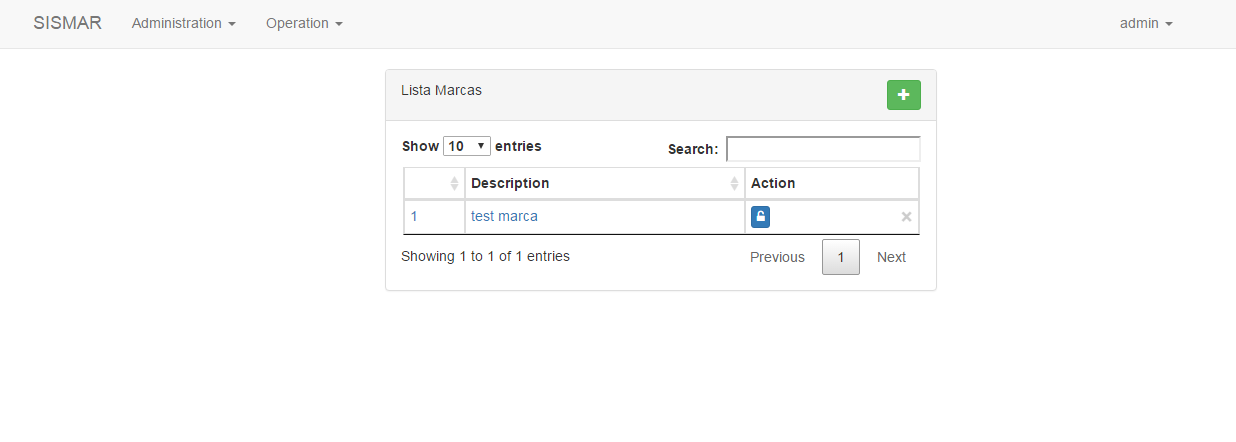 SISMAR Administration Operation admin
Lista Marcas
Show 10 entries Search:
Description Action
1 test marca
Showing 1 to 1 of 1 entries Previous 1 Next